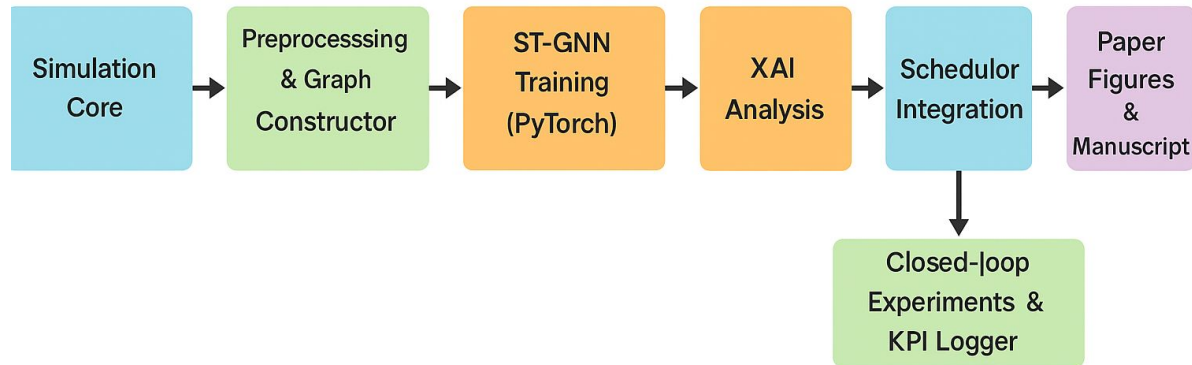 Simulation
Core
Preprocesssing
& Graph
Constructor
ST-GNN
Training
(PyTorch)
XAI
Analysis
Schedulor
Integration
Paper
Figures
&
Manuscript
Closed-loop
Experiments &
KPI Logger